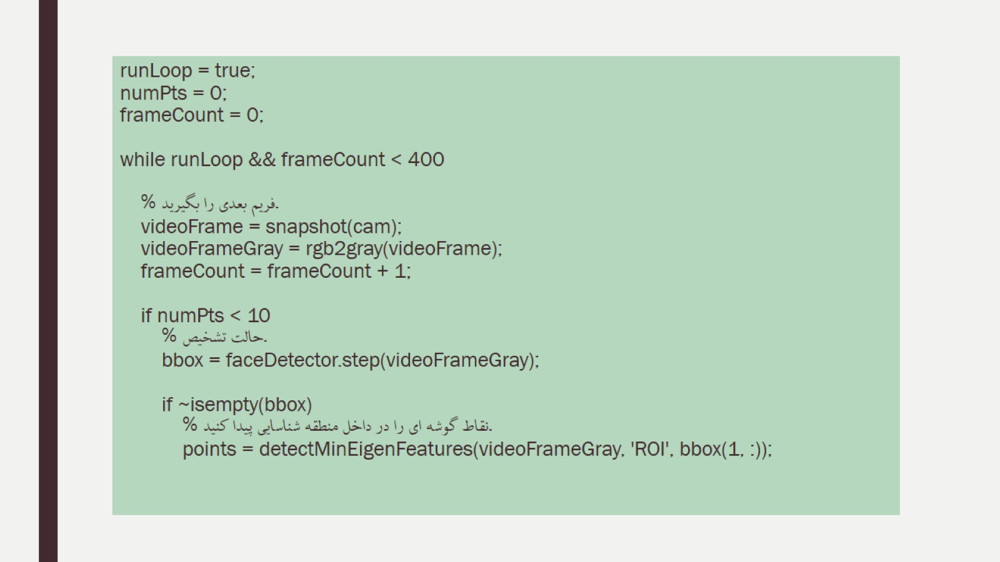 runLoop = true;
numPts = 0;
frameCount = 0;
while runLoop && frameCount < 400
% فریم بعدی را بگیرید.
videoFrame = snapshot(cam);
videoFrameGray = rgb2gray(videoFrame);
frameCount = frameCount + 1;
if numPts < 10
% حالت تشخیص.
bbox = faceDetector.step(videoFrameGray);
if ~isempty(bbox)
% نقاط گوشه ای را در داخل منطقه شناسایی پیدا کنید.
points = detectMinEigenFeatures(videoFrameGray, 'ROI', bbox(1, :));